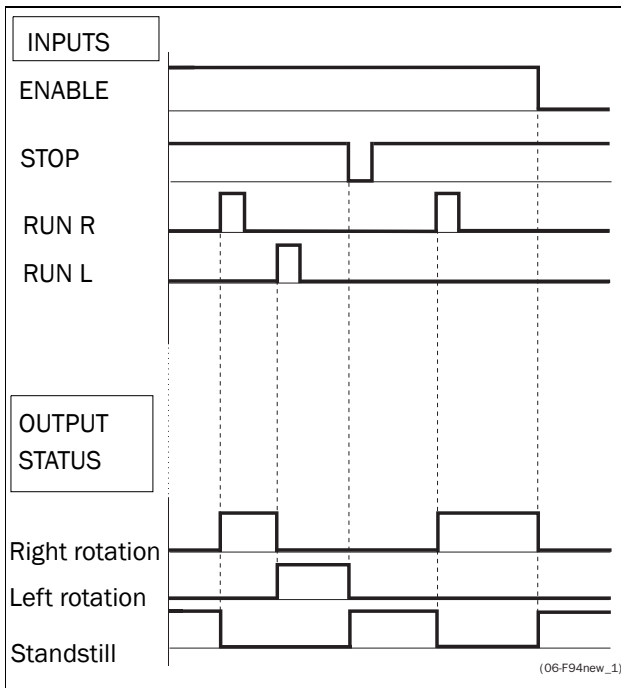 INPUTS
ENABLE
STOP
RUN R
RUN L
OUTPUT
STATUS
Right rotation
Left rotation
Standstill
(06-F94new_1)